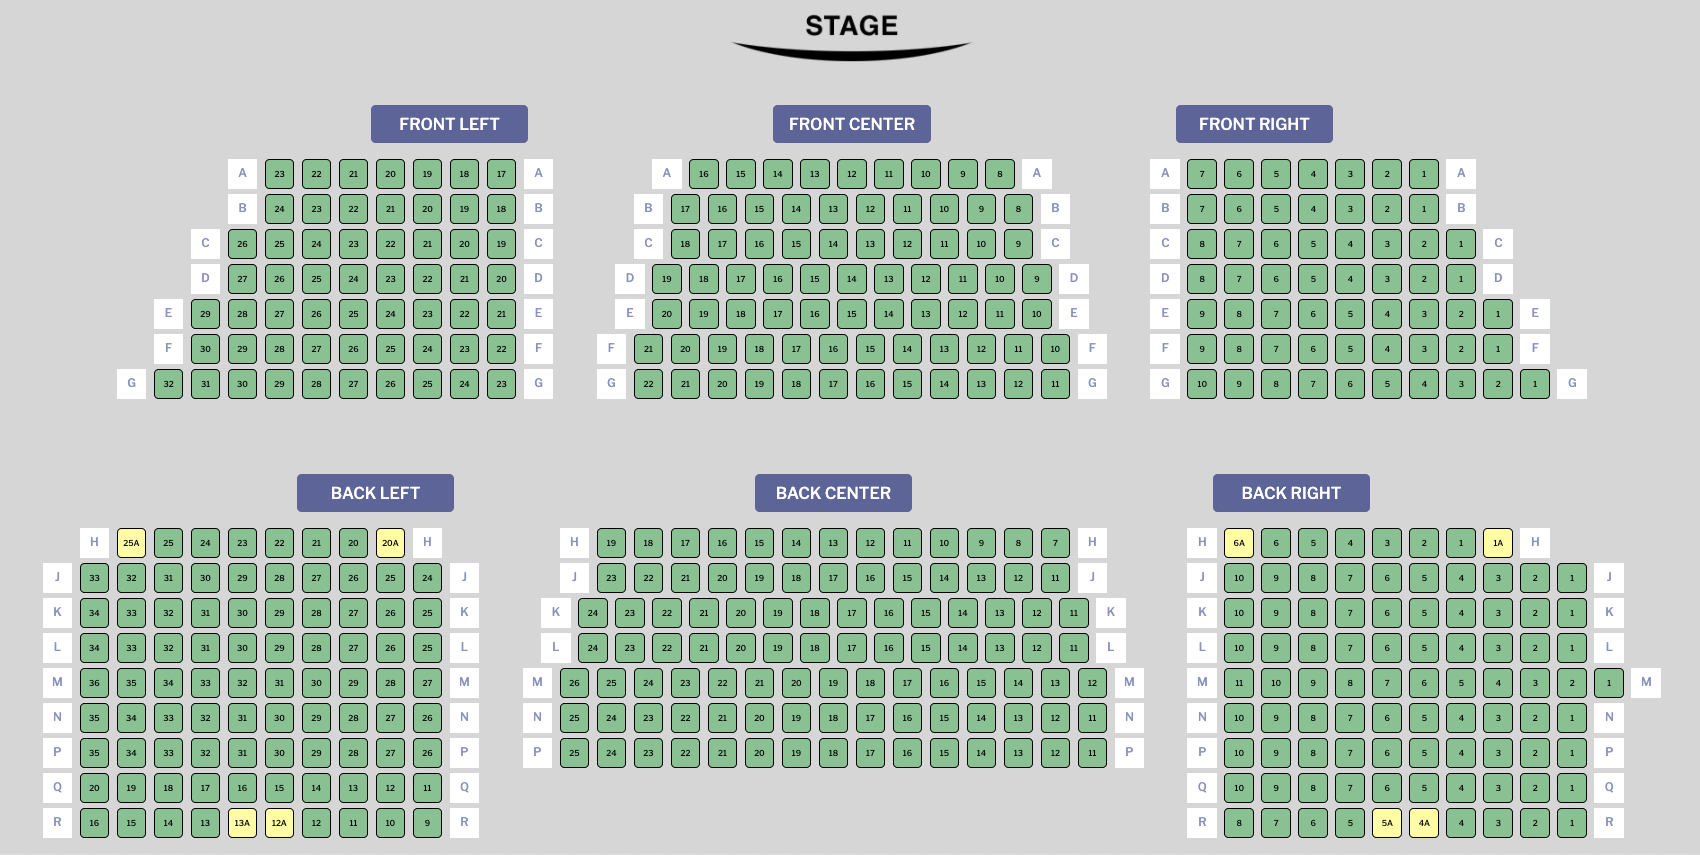 STAGE
FRONT LEFT FRONT CENTER FRONT RIGHT
A 23 22 21 20 19 18 17 A A 16 15 14 13 12 11 10 9 8 A A 7 6 5 4 3 2 1 A
B 24 23 22 21 20 19 18 B B 17 16 15 14 13 12 11 10 9 8 B B 7 6 5 4 3 2 1 B
C 26 25 24 23 22 21 20 19 C C 18 17 16 15 14 13 12 11 10 9 C C 8 7 6 5 4 3 2 1 C
D 27 26 25 24 23 22 21 20 D D 19 18 17 16 15 14 13 12 11 10 9 D D 8 7 6 5 4 3 2 1 D
E 29 28 27 26 25 24 23 22 21 E E 20 19 18 17 16 15 14 13 12 11 10 E E 9 8 7 6 5 4 3 2 1 E
F 30 29 28 27 26 25 24 23 22 F F 21 20 19 18 17 16 15 14 13 12 11 10 F F 9 8 7 6 5 4 3 2 1 F
G 32 31 30 29 28 27 26 25 24 23 G G 22 21 20 19 18 17 16 15 14 13 12 11 G G 10 9 8 7 6 5 4 3 2 1 G
BACK LEFT BACK CENTER BACK RIGHT
H 25A 25 24 23 22 21 20 20A H H 19 18 17 16 15 14 13 12 11 10 9 8 7 H H 6A 6 5 4 3 2 1 1A H
J 33 32 31 30 29 28 27 26 25 24 J J 23 22 21 20 19 18 17 16 15 14 13 12 11 J J 10 9 8 7 6 5 4 3 2 1 J
K 34 33 32 31 30 29 28 27 26 25 K K 24 23 22 21 20 19 18 17 16 15 14 13 12 11 K K 10 9 8 7 6 5 4 3 2 1 K
L 34 33 32 31 30 29 28 27 26 25 L L 24 23 22 21 20 19 18 17 16 15 14 13 12 11 L L 10 9 8 7 6 5 4 3 2 1 L
M 36 35 34 33 32 31 30 29 28 27 M M 26 25 24 23 22 21 20 19 18 17 16 15 14 13 12 M M 11 10 9 8 7 6 5 4 3 2 1 M
N 35 34 33 32 31 30 29 28 27 26 N N 25 24 23 22 21 20 19 18 17 16 15 14 13 12 11 N N 10 9 8 7 6 5 4 3 2 1 N
P 35 34 33 32 31 30 29 28 27 26 P P 25 24 23 22 21 20 19 18 17 16 15 14 13 12 11 P P 10 9 8 7 6 5 4 3 2 1 P
Q 20 19 18 17 16 15 14 13 12 11 Q Q 10 9 8 7 6 5 4 3 2 1 Q
R 16 15 14 13 13A 12A 12 11 10 9 R R 8 7 6 5 5A 4A 4 3 2 1 R